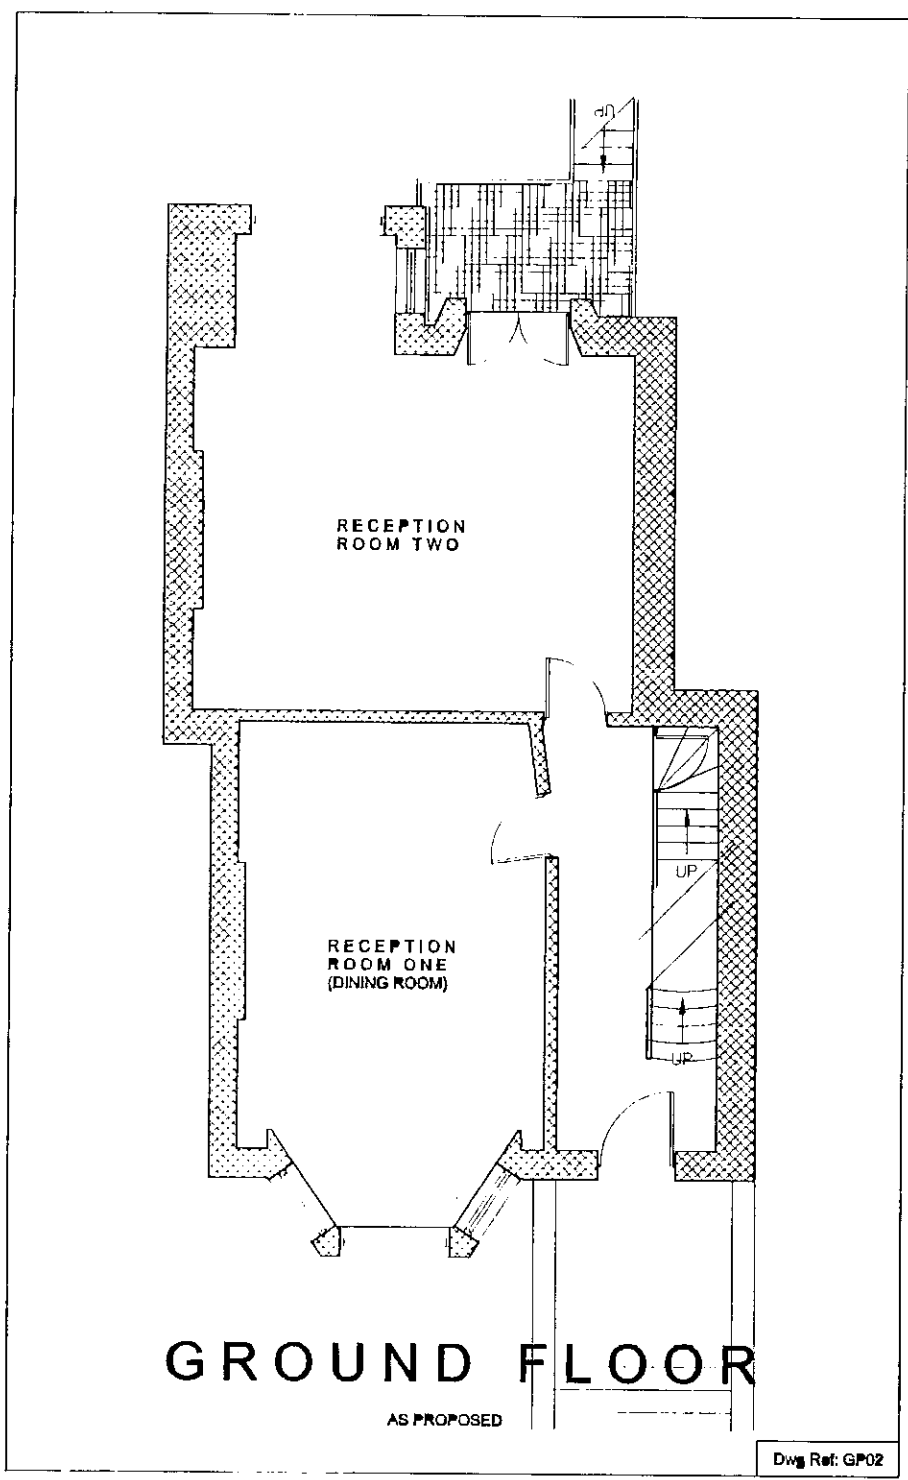 UP
RECEPTION
ROOM TWO
UP
RECEPTION
ROOM ONE
(DINING ROOM)
UP
GROUND FLOOR
AS PROPOSED
Dwg Ref: GP02